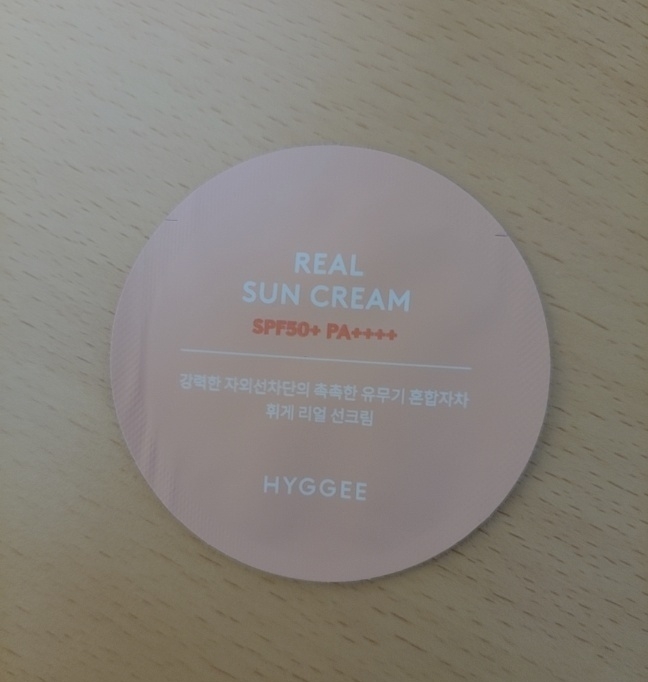 REAL
SUN CREAM
SPF50+ PA++++
강력한 자외선차단의 촉촉한 유무기 혼합자차
휘게 리얼 선크림
HYGGEE